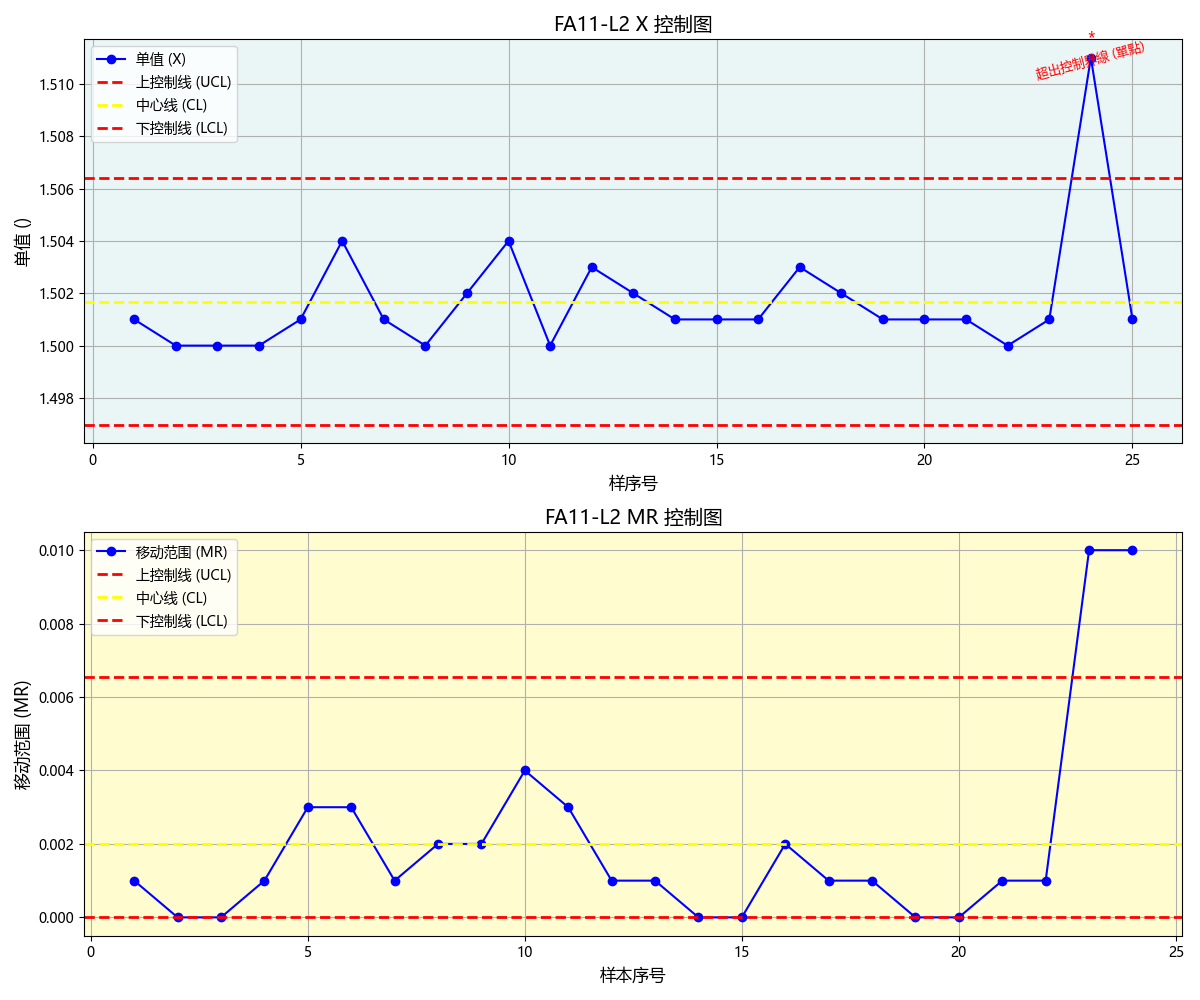 FA11-L2 X 控制图
单值 (X)
上控制线 (UCL)
中心线 (CL)
下控制线 (LCL)
*
超出控制界線 (單點)
1.510
1.508
1.506
1.504
1.502
1.500
1.498
单值 ()
0 5 10 15 20 25
样序号
FA11-L2 MR 控制图
移动范围 (MR)
上控制线 (UCL)
中心线 (CL)
下控制线 (LCL)
0.010
0.008
0.006
0.004
0.002
0.000
移动范围 (MR)
0 5 10 15 20 25
样本序号